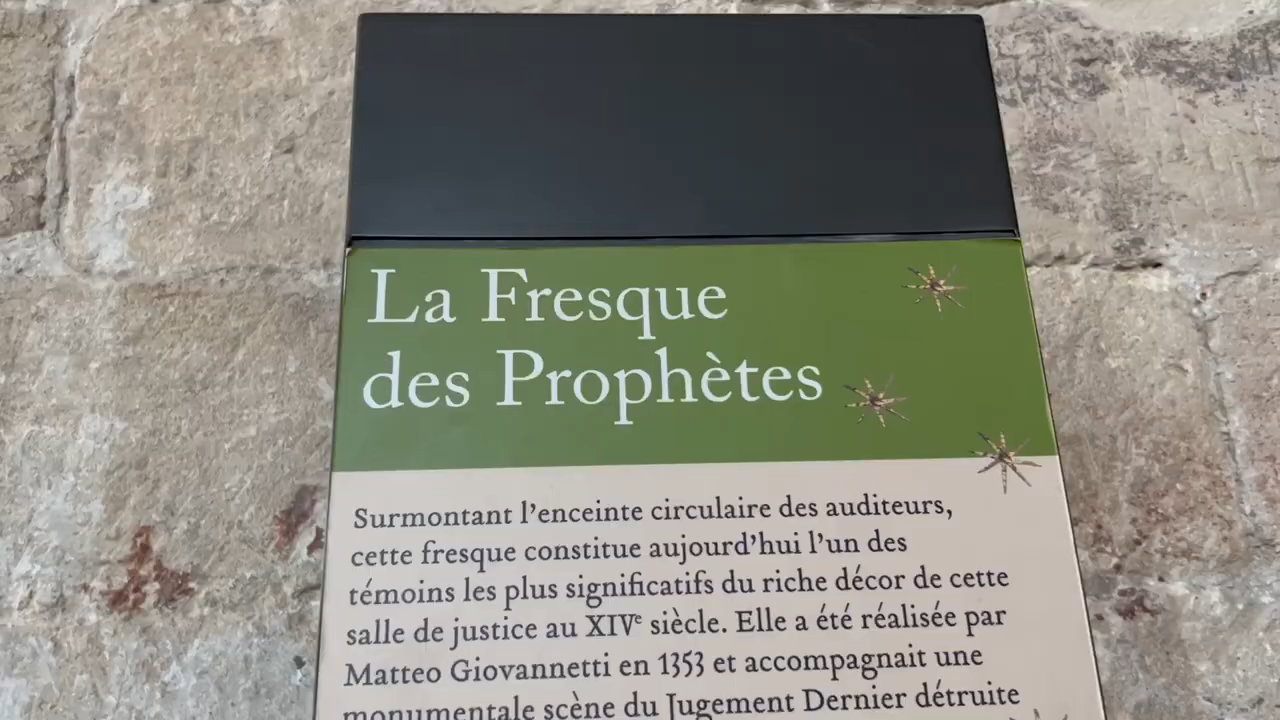 La Fresque
des Prophètes
Surmontant l'enceinte circulaire des auditeurs,
cette fresque constitue aujourd'hui l'un des
témoins les plus significatifs du riche décor de cette
salle de justice au XIVe siècle. Elle a été réalisée par
Matteo Giovannetti en 1353 et accompagnait une
monumentale scène du Jugement Dernier détruite